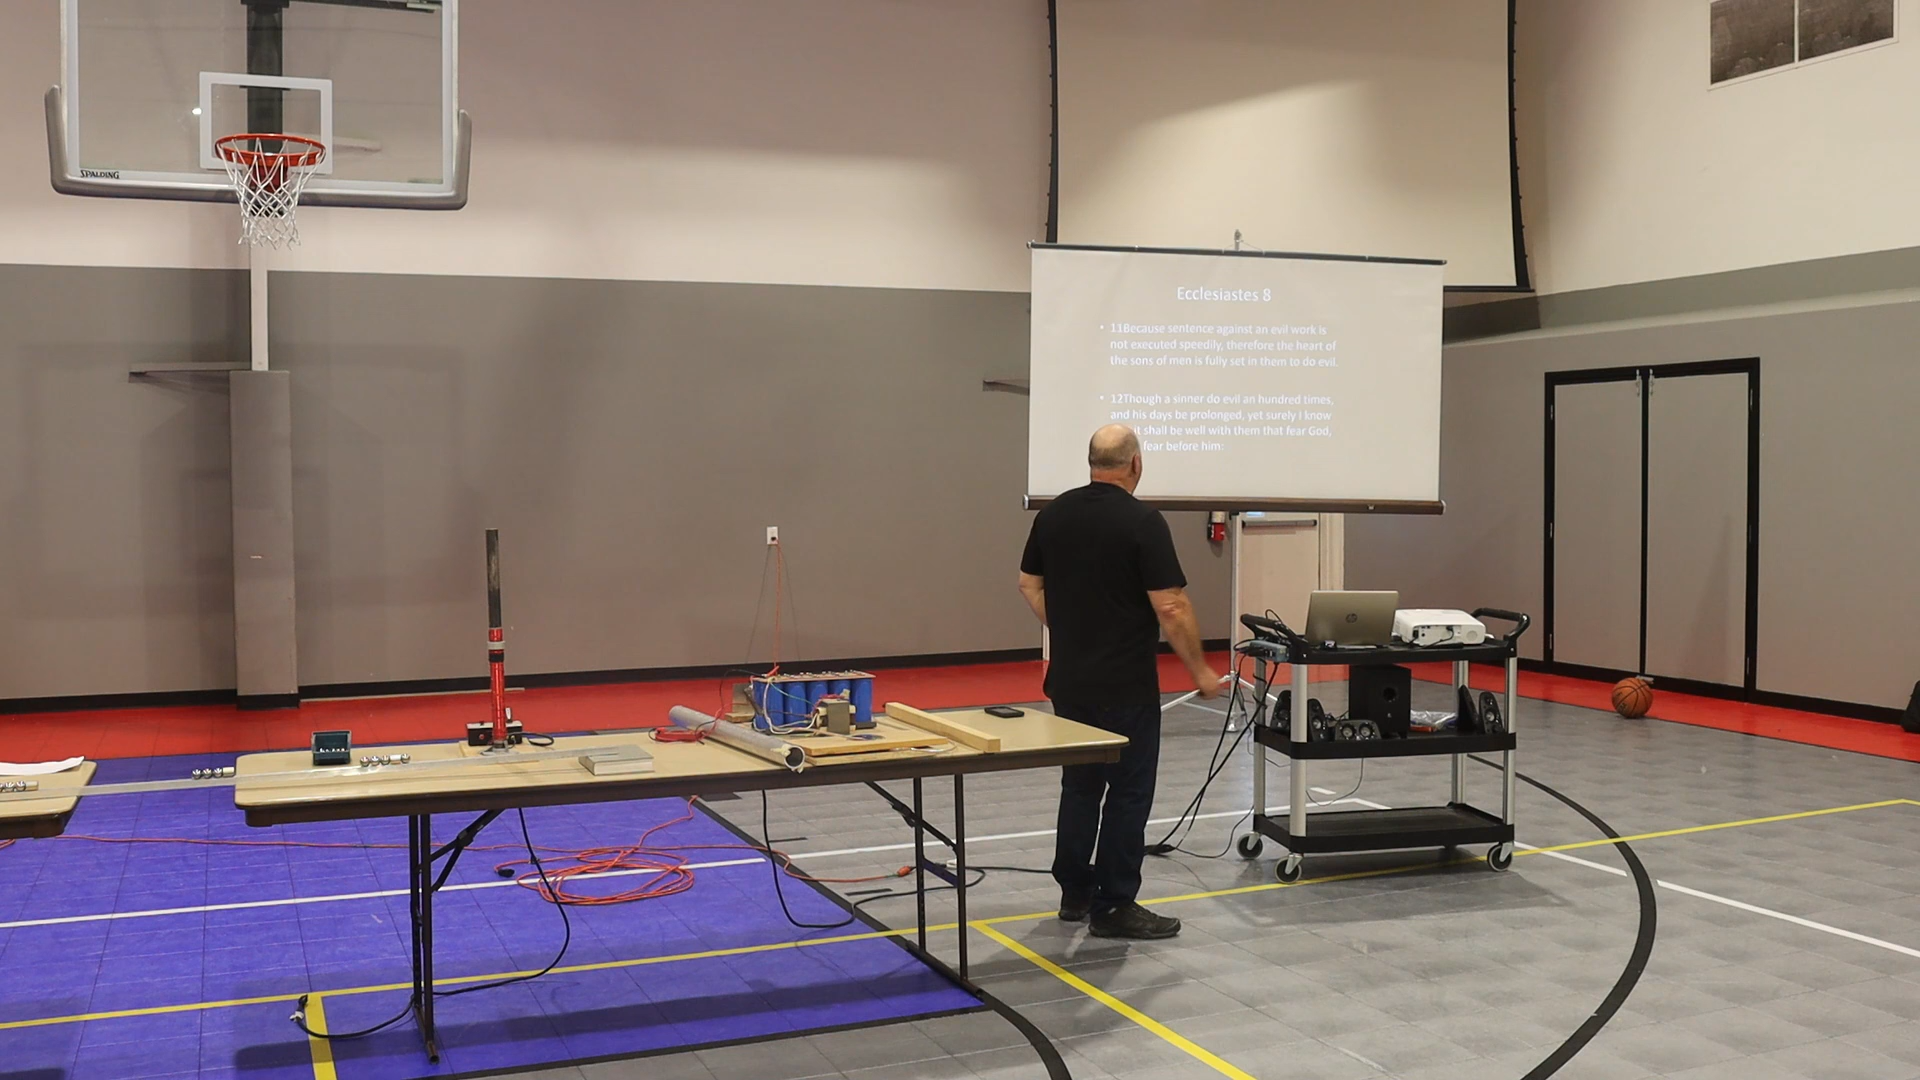 SPALDING
Ecclesiastes 8
• 11Because sentence against an evil work is
not executed speedily, therefore the heart of
the sons of men is fully set in them to do evil.
• 12Though a sinner do evil an hundred times,
and his days be prolonged, yet surely I know
it shall be well with them that fear God,
fear before him:
hp